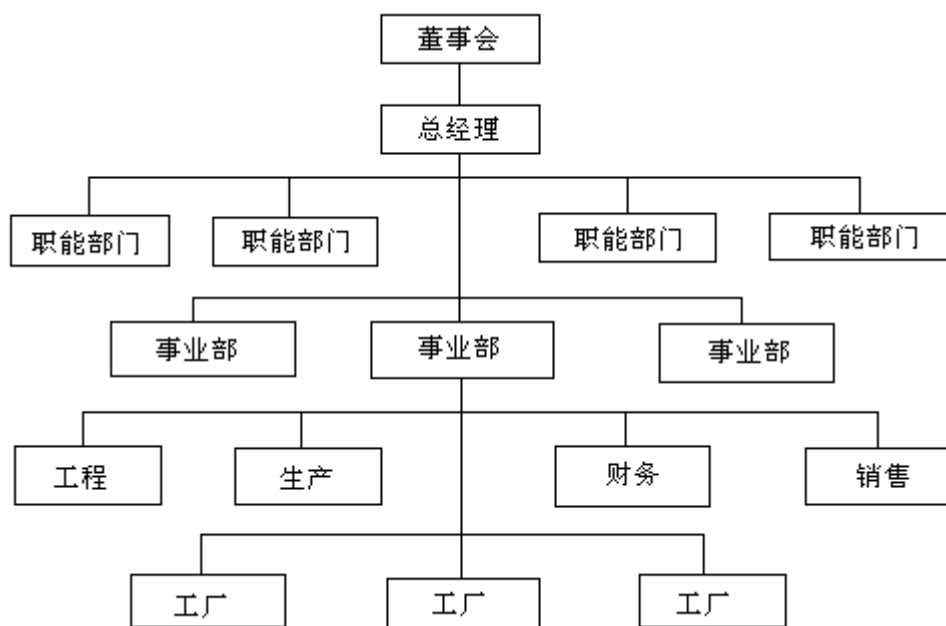 董事会
总经理
职能部门
职能部门
职能部门
职能部门
事业部
事业部
事业部
工程
生产
财务
销售
工厂
工厂
工厂